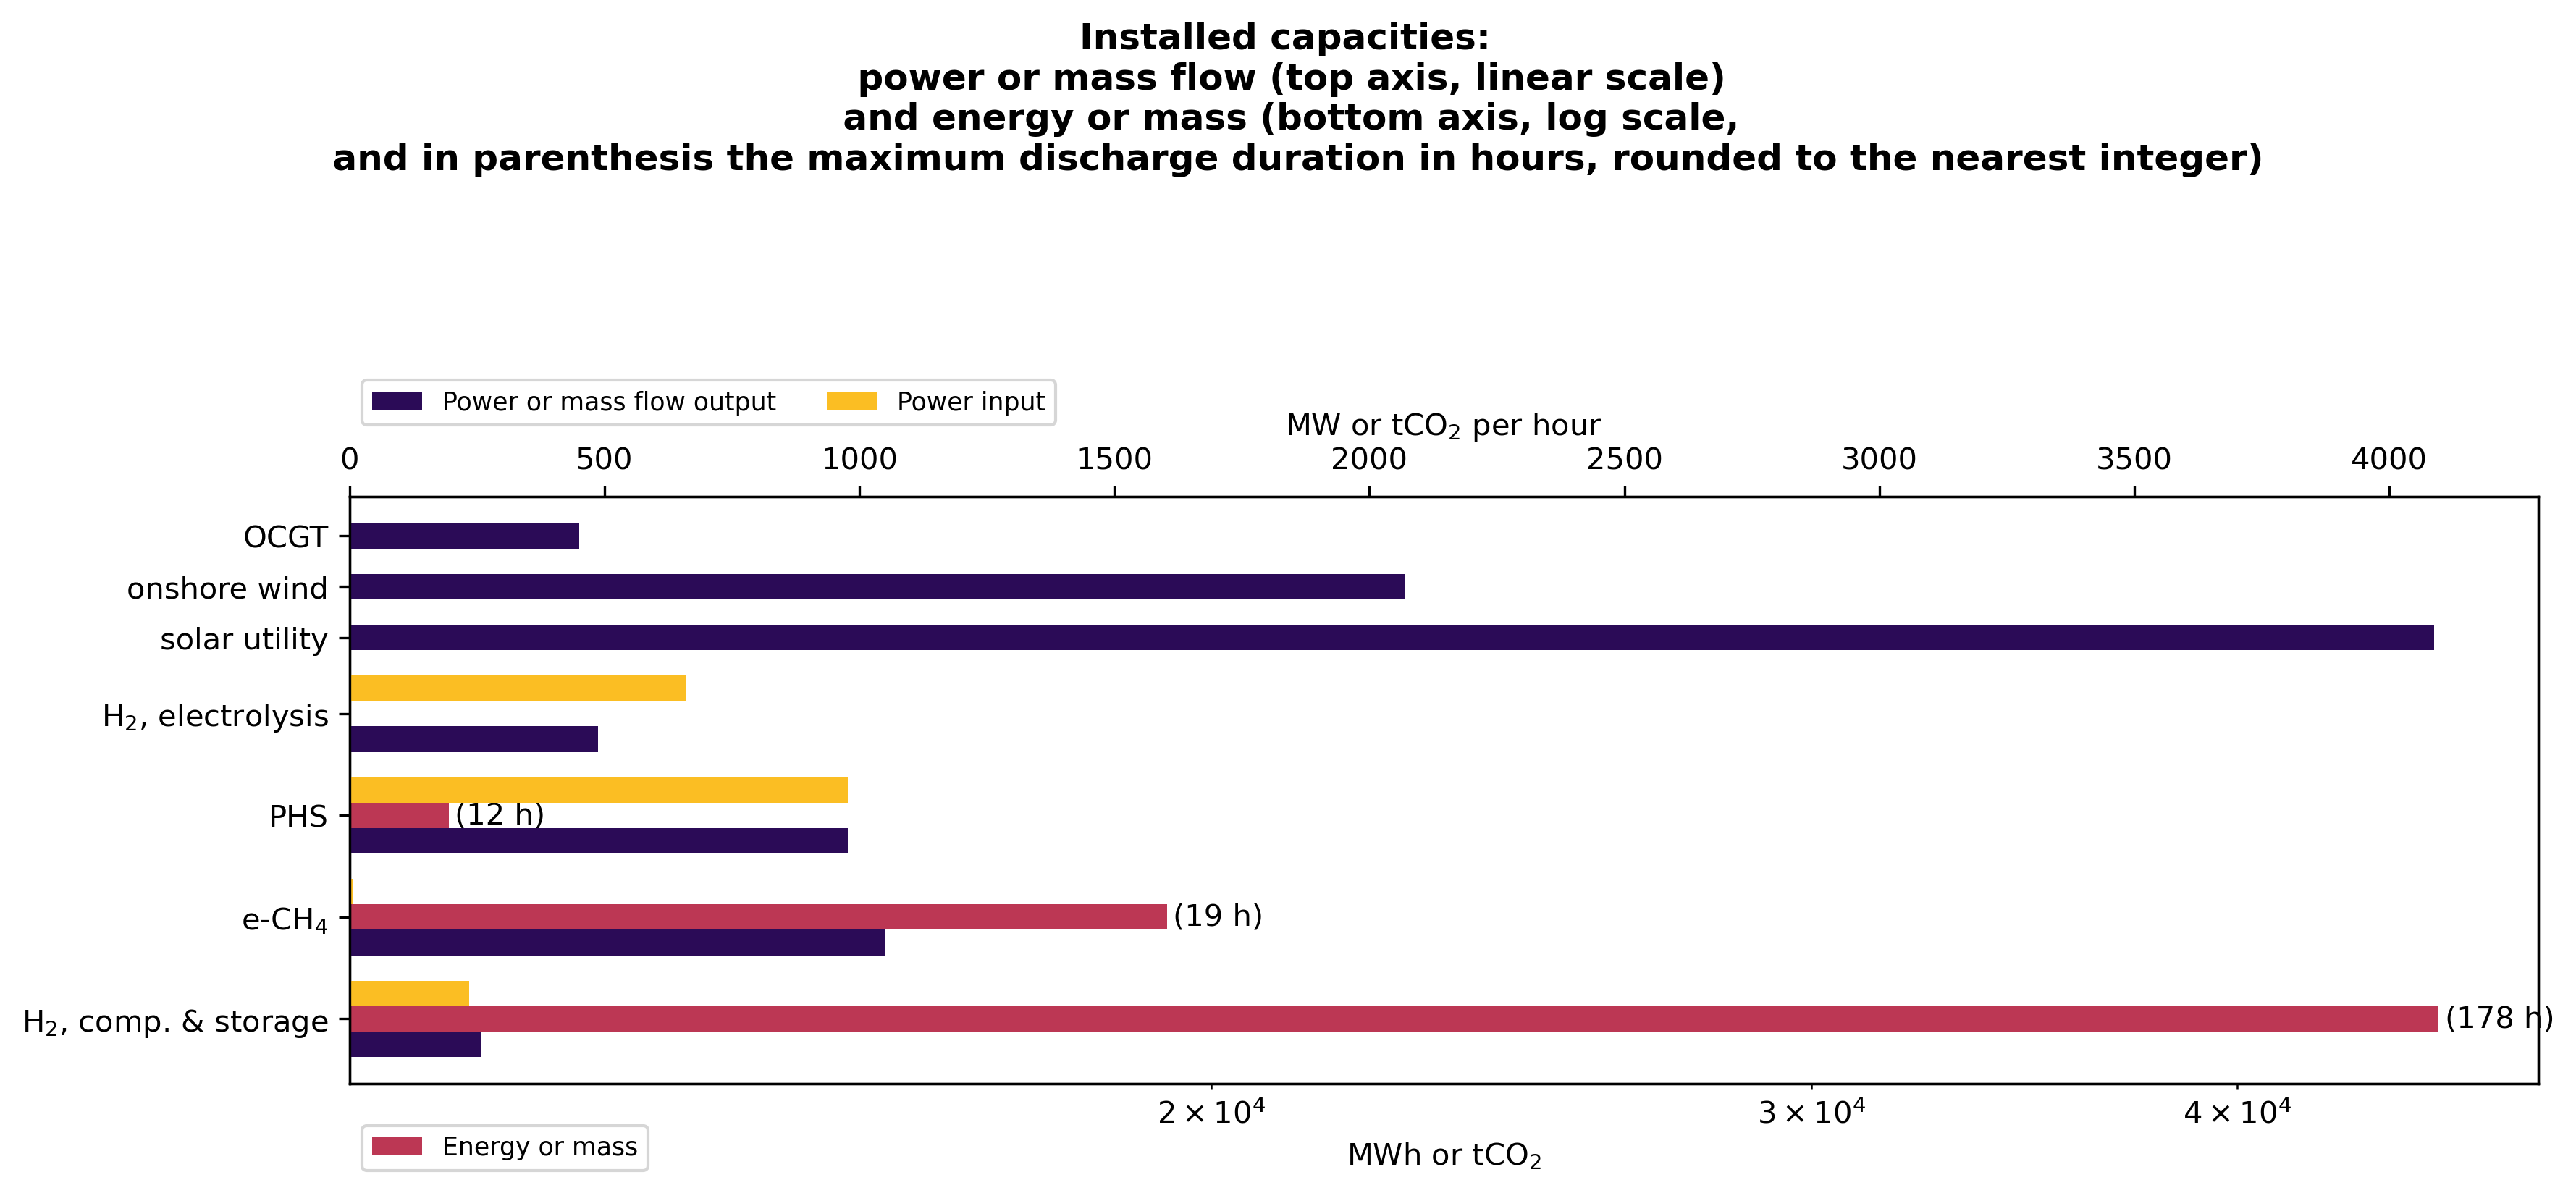 Installed capacities:
power or mass flow (top axis, linear scale)
and energy or mass (bottom axis, log scale,
and in parenthesis the maximum discharge duration in hours, rounded to the nearest integer)
Power or mass flow output Power input
MW or tCO₂ per hour
0 500 1000 1500 2000 2500 3000 3500 4000
OCGT
onshore wind
solar utility
H₂, electrolysis
PHS (12 h)
e-CH₄ (19 h)
H₂, comp. & storage (178 h)
2 × 10⁴ 3 × 10⁴ 4 × 10⁴
Energy or mass
MWh or tCO₂